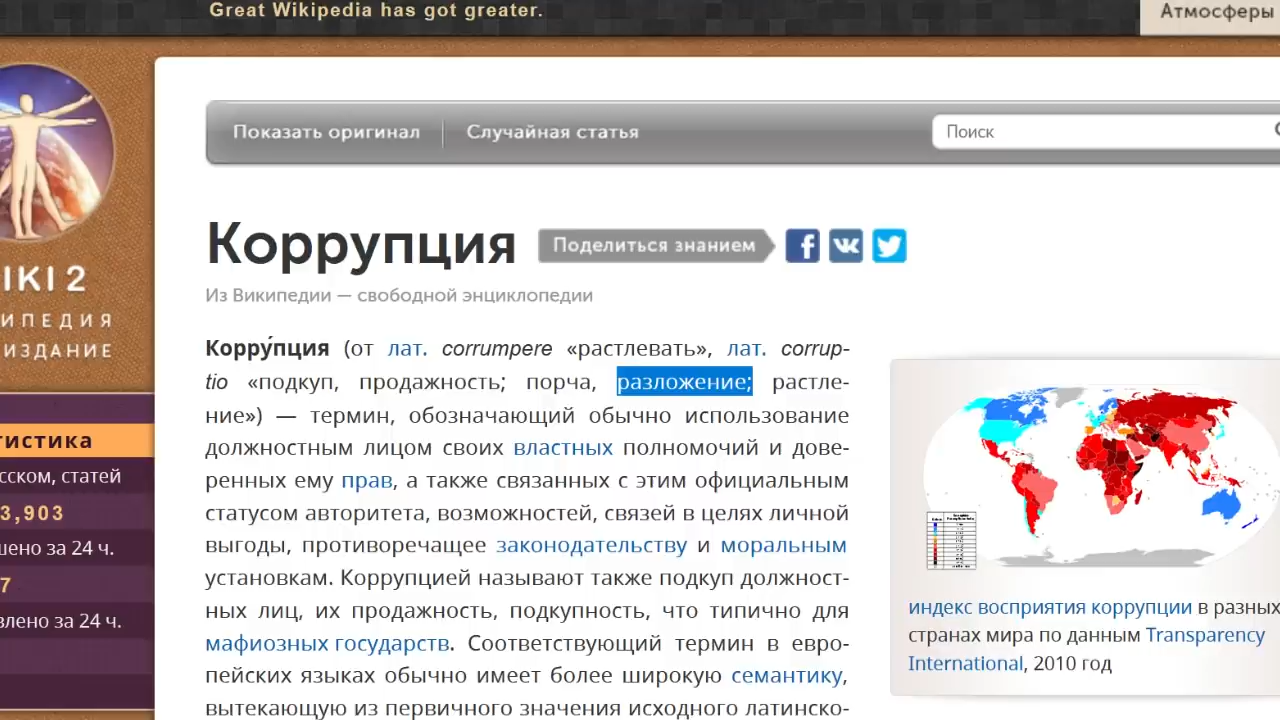 Great Wikipedia has got greater.
Атмосферы
Показать оригинал
Случайная статья
Поиск
IKI 2
ИПЕДИЯ
ИЗДАНИЕ
Коррупция
Поделиться знанием
Из Википедии — свободной энциклопедии
Корру́пция (от лат. corrumpere «растлевать», лат. corrup-
tio «подкуп, продажность; порча, разложение; растле-
ние») — термин, обозначающий обычно использование
должностным лицом своих властных полномочий и дове-
ренных ему прав, а также связанных с этим официальным
статусом авторитета, возможностей, связей в целях личной
выгоды, противоречащее законодательству и моральным
установкам. Коррупцией называют также подкуп должност-
ных лиц, их продажность, подкупность, что типично для
мафиозных государств. Соответствующий термин в евро-
пейских языках обычно имеет более широкую семантику,
вытекающую из первичного значения исходного латинско-
тистика
сском, статей
3,903
шено за 24 ч.
7
влено за 24 ч.
индекс восприятия коррупции в разных
странах мира по данным Transparency
International, 2010 год